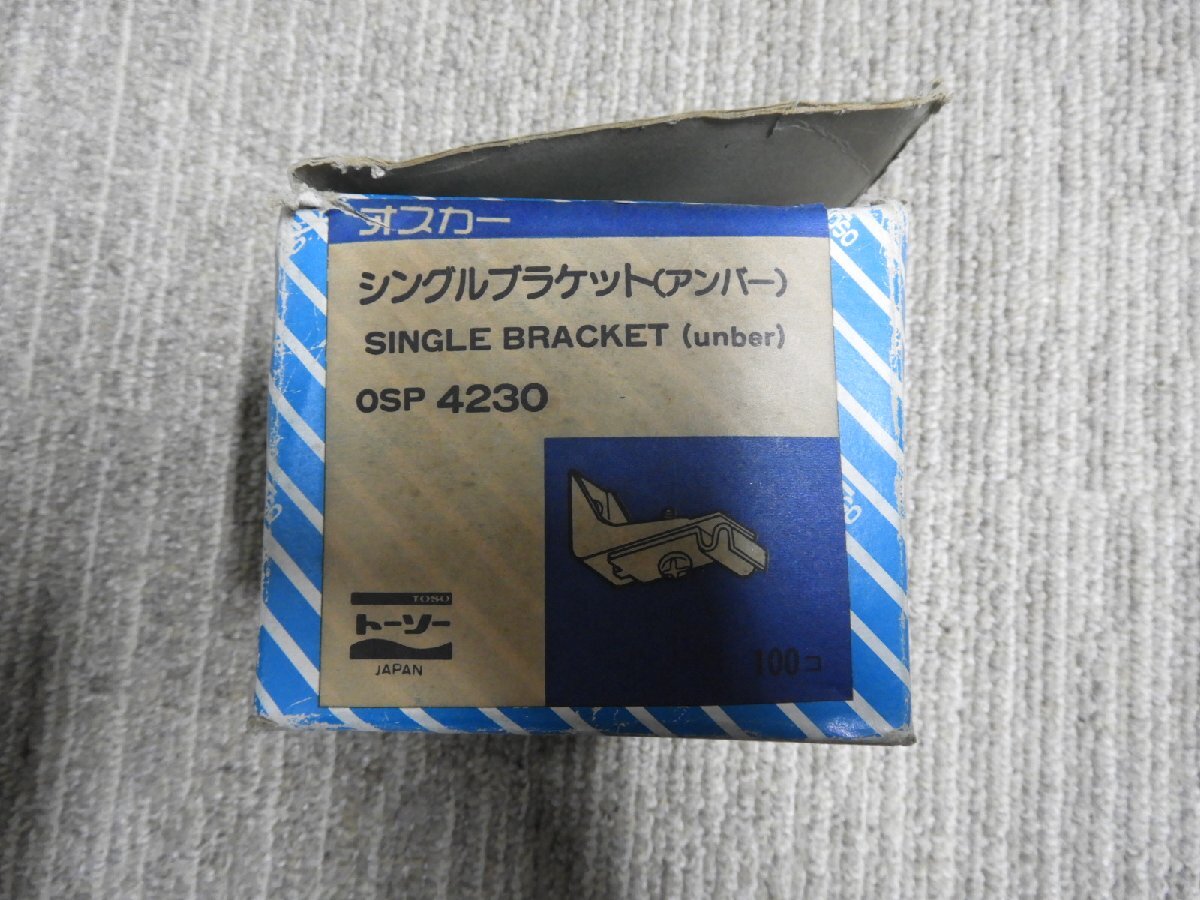 オスカー
シングルブラケット(アンバー)
SINGLE BRACKET (unber)
OSP 4230
TOSO
トーソー
JAPAN
100コ
OSO